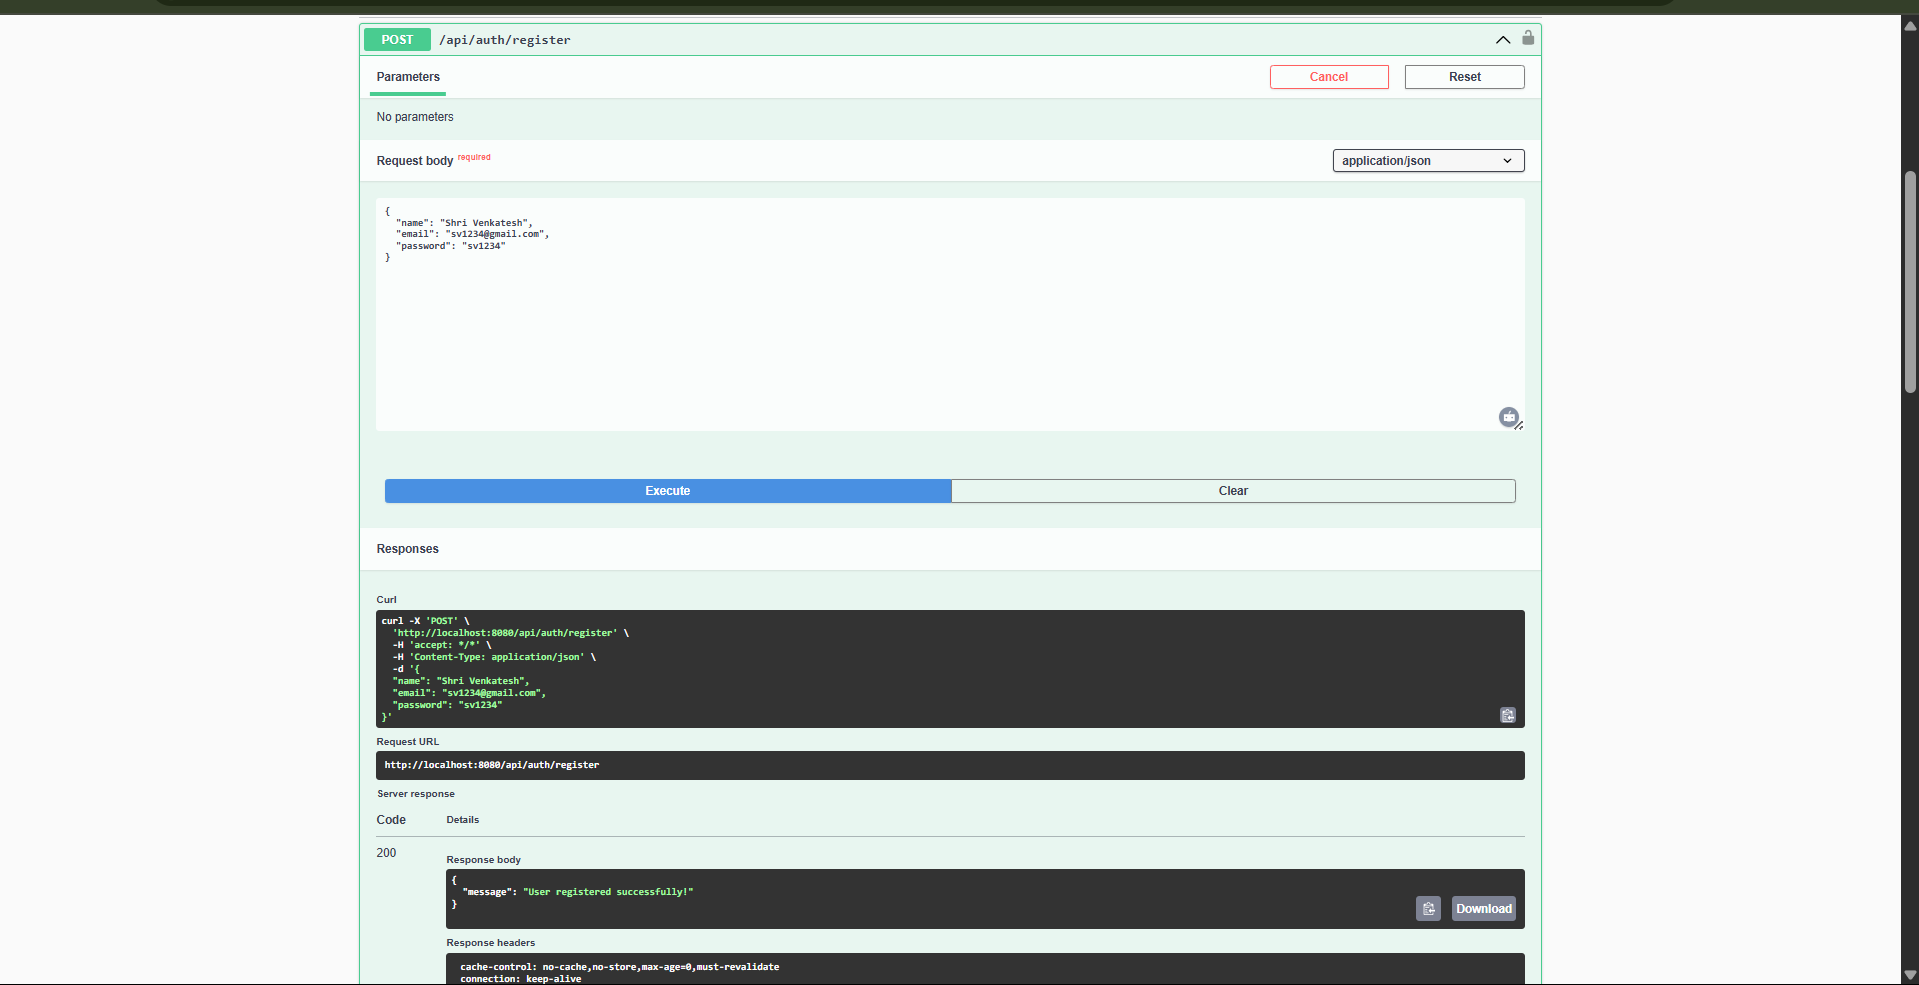 POST /api/auth/register
Parameters
Cancel
Reset
No parameters
Request body required
application/json
{
  "name": "Shri Venkatesh",
  "email": "sv1234@gmail.com",
  "password": "sv1234"
}
Execute
Clear
Responses
Curl
curl -X 'POST' \
  'http://localhost:8080/api/auth/register' \
  -H 'accept: */*' \
  -H 'Content-Type: application/json' \
  -d '{
  "name": "Shri Venkatesh",
  "email": "sv1234@gmail.com",
  "password": "sv1234"
}'
Request URL
http://localhost:8080/api/auth/register
Server response
Code
Details
200
Response body
{
  "message": "User registered successfully!"
}
Download
Response headers
cache-control: no-cache,no-store,max-age=0,must-revalidate
connection: keep-alive